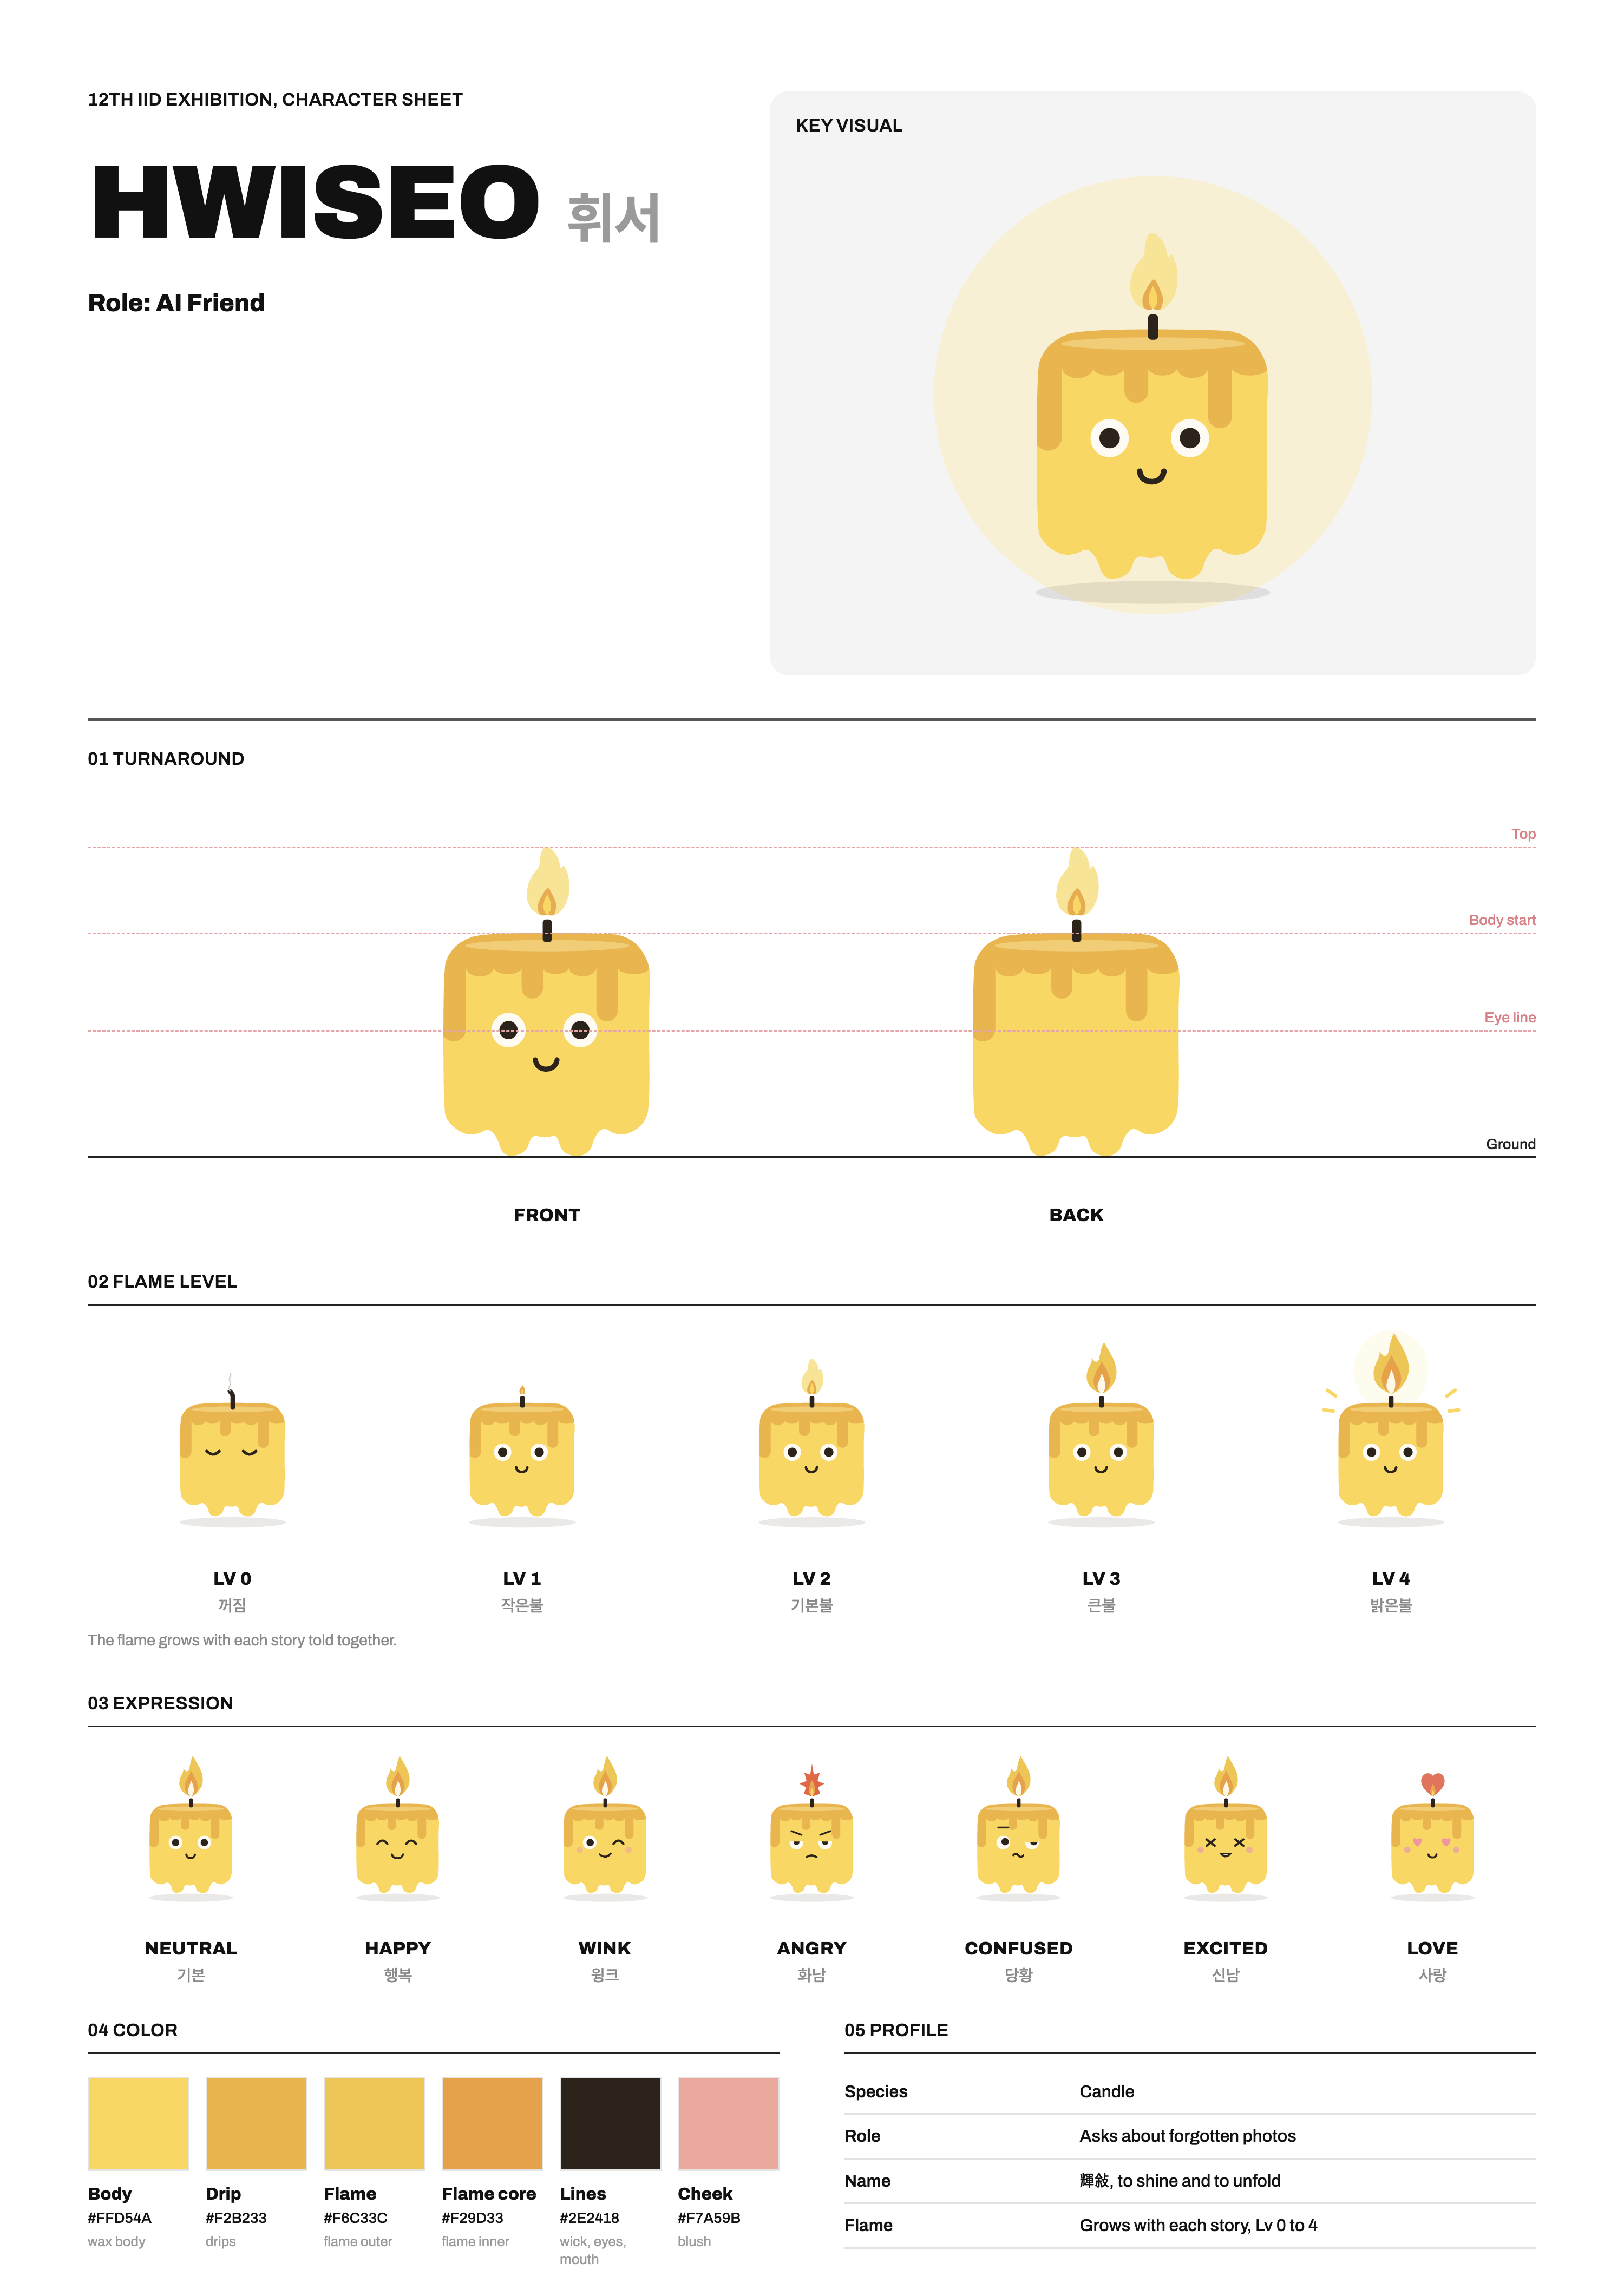 12TH IID EXHIBITION, CHARACTER SHEET
HWISEO 휘서
Role: AI Friend
KEY VISUAL
01 TURNAROUND
Top
Body start
Eye line
Ground
FRONT BACK
02 FLAME LEVEL
LV 0 LV 1 LV 2 LV 3 LV 4
꺼짐 작은불 기본불 큰불 밝은불
The flame grows with each story told together.
03 EXPRESSION
NEUTRAL HAPPY WINK ANGRY CONFUSED EXCITED LOVE
기본 행복 윙크 화남 당황 신남 사랑
04 COLOR
Body Drip Flame Flame core Lines Cheek
#FFD54A #F2B233 #F6C33C #F29D33 #2E2418 #F7A59B
wax body drips flame outer flame inner wick, eyes, blush
mouth
05 PROFILE
Species Candle
Role Asks about forgotten photos
Name 輝敍, to shine and to unfold
Flame Grows with each story, Lv 0 to 4